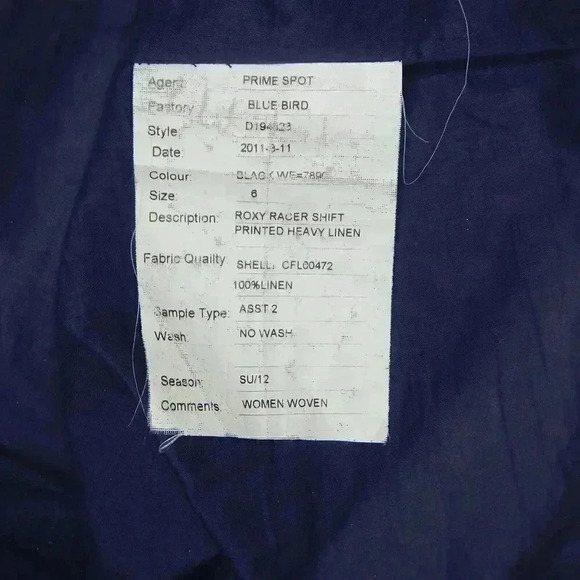 Agent: PRIME SPOT
Factory BLUE BIRD
Style: D194623
Date: 2011-8-11
Colour: BLACK
Size: 6
Description: ROXY RACER SHIFT
PRINTED HEAVY LINEN
Fabric Quality: SHELL: CFL00472
100%LINEN
Sample Type: ASST 2
Wash: NO WASH
Season: SU/12
Comments: WOMEN WOVEN